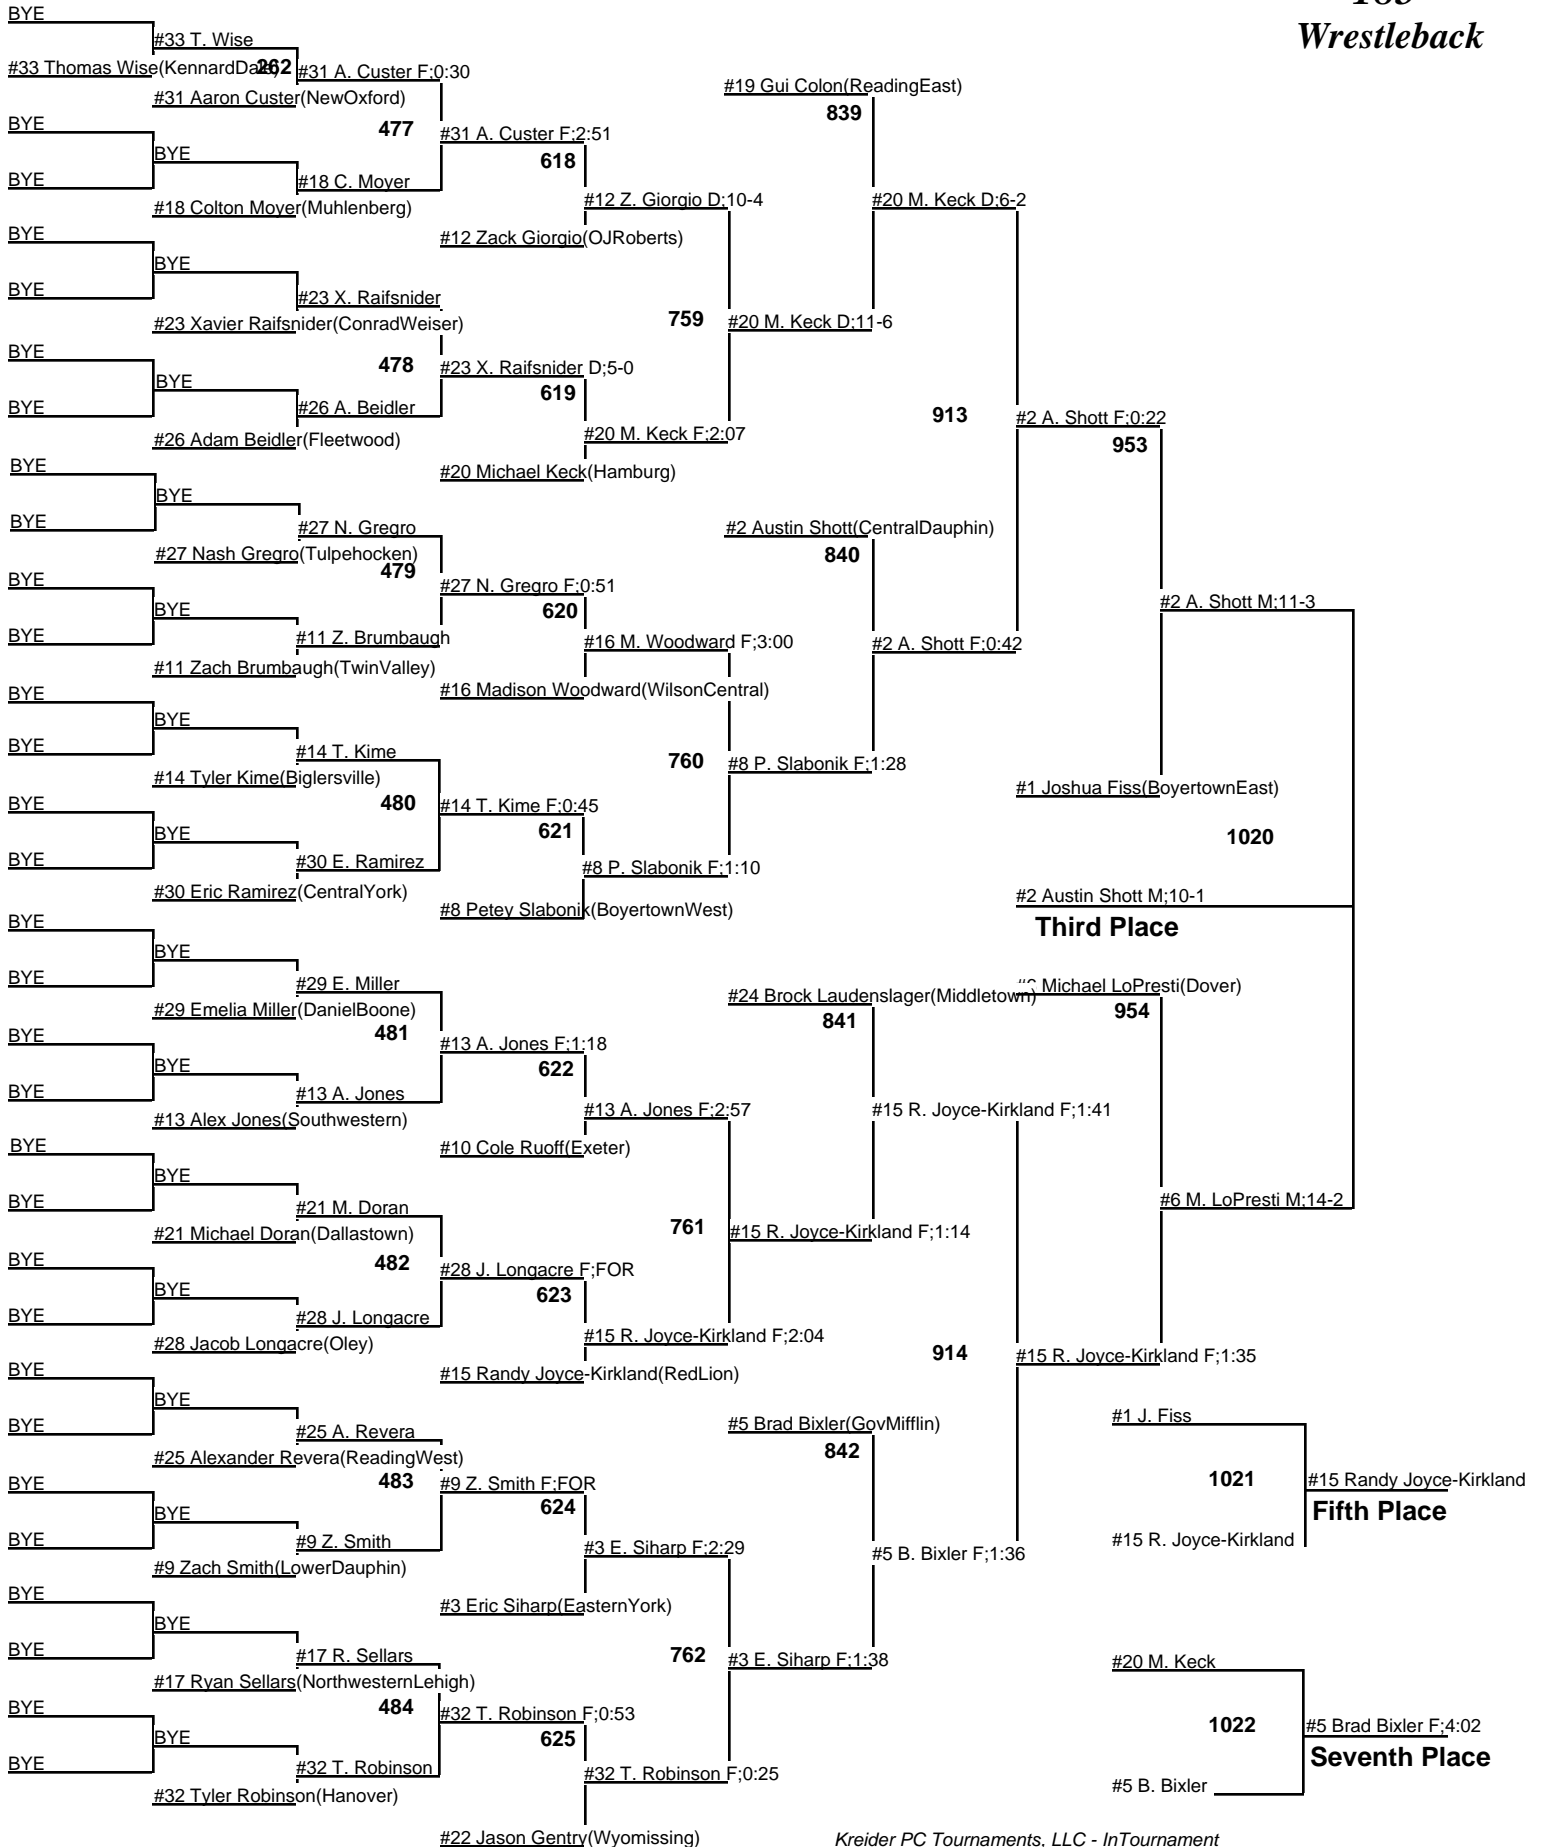 Wrestleback
BYE
#33 T. Wise
#33 Thomas Wise(KennardDale)
262
#31 A. Custer F;0:30
#31 Aaron Custer(NewOxford)
BYE
477
#31 A. Custer F;2:51
BYE
618
BYE
#18 C. Moyer
#18 Colton Moyer(Muhlenberg)
#12 Z. Giorgio D;10-4
#12 Zack Giorgio(OJRoberts)
BYE
BYE
BYE
#23 X. Raifsnider
#23 Xavier Raifsnider(ConradWeiser)
759
#20 M. Keck D;11-6
BYE
478
#23 X. Raifsnider D;5-0
BYE
619
BYE
#26 A. Beidler
#26 Adam Beidler(Fleetwood)
#20 M. Keck F;2:07
#20 Michael Keck(Hamburg)
#19 Gui Colon(ReadingEast)
839
#20 M. Keck D;6-2
913
#2 A. Shott F;0:22
953
BYE
BYE
BYE
#27 N. Gregro
#27 Nash Gregro(Tulpehocken)
479
BYE
#27 N. Gregro F;0:51
620
BYE
BYE
#11 Z. Brumbaugh
#11 Zach Brumbaugh(TwinValley)
#16 M. Woodward F;3:00
#16 Madison Woodward(WilsonCentral)
#2 Austin Shott(CentralDauphin)
840
#2 A. Shott F;0:42
#2 A. Shott M;11-3
BYE
BYE
BYE
#14 T. Kime
#14 Tyler Kime(Biglersville)
760
#8 P. Slabonik F;1:28
#1 Joshua Fiss(BoyertownEast)
BYE
480
#14 T. Kime F;0:45
621
BYE
BYE
#30 E. Ramirez
#30 Eric Ramirez(CentralYork)
#8 P. Slabonik F;1:10
#8 Petey Slabonik(BoyertownWest)
1020
#2 Austin Shott M;10-1
Third Place
BYE
BYE
BYE
#29 E. Miller
#29 Emelia Miller(DanielBoone)
481
#24 Brock Laudenslager(Middletown)
841
Michael LoPresti(Dover)
954
BYE
#13 A. Jones F;1:18
622
BYE
BYE
#13 A. Jones
#13 Alex Jones(Southwestern)
#13 A. Jones F;2:57
#10 Cole Ruoff(Exeter)
#15 R. Joyce-Kirkland F;1:41
BYE
BYE
BYE
#21 M. Doran
#21 Michael Doran(Dallastown)
761
#15 R. Joyce-Kirkland F;1:14
#6 M. LoPresti M;14-2
BYE
482
#28 J. Longacre F;FOR
623
BYE
BYE
#28 J. Longacre
#28 Jacob Longacre(Oley)
#15 R. Joyce-Kirkland F;2:04
#15 Randy Joyce-Kirkland(RedLion)
914
#15 R. Joyce-Kirkland F;1:35
BYE
BYE
BYE
#25 A. Revera
#25 Alexander Revera(ReadingWest)
483
#5 Brad Bixler(GovMifflin)
842
#1 J. Fiss
1021
#15 Randy Joyce-Kirkland
Fifth Place
#15 R. Joyce-Kirkland
BYE
#9 Z. Smith F;FOR
624
BYE
BYE
#9 Z. Smith
#9 Zach Smith(LowerDauphin)
#3 E. Siharp F;2:29
#3 Eric Siharp(EasternYork)
#5 B. Bixler F;1:36
BYE
BYE
BYE
#17 R. Sellars
#17 Ryan Sellars(NorthwesternLehigh)
762
#3 E. Siharp F;1:38
#20 M. Keck
BYE
484
#32 T. Robinson F;0:53
625
1022
#5 Brad Bixler F;4:02
Seventh Place
BYE
BYE
#32 T. Robinson
#32 Tyler Robinson(Hanover)
#32 T. Robinson F;0:25
#5 B. Bixler
#22 Jason Gentry(Wyomissing)
Kreider PC Tournaments, LLC - InTournament